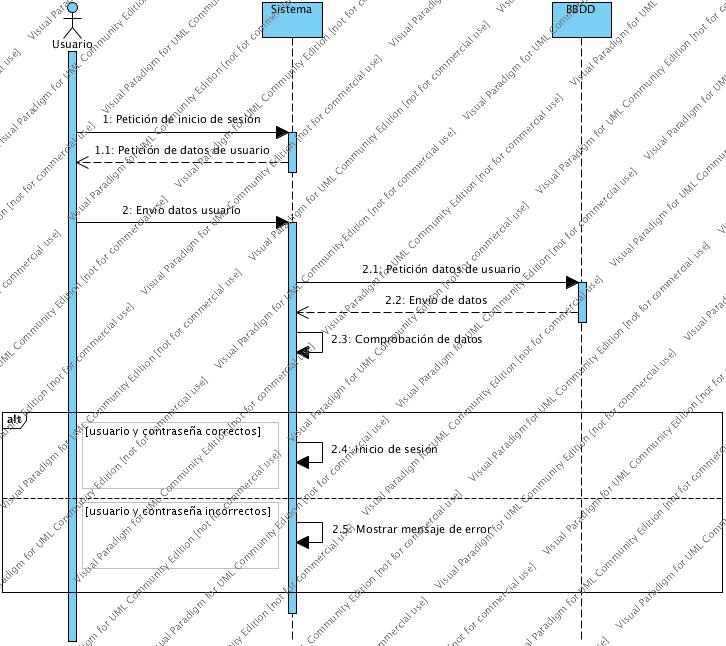 Usuario
Sistema
BBDD
1: Petición de inicio de sesión
1.1: Petición de datos de usuario
2: Envío datos usuario
2.1: Petición datos de usuario
2.2: Envío de datos
2.3: Comprobación de datos
alt
[usuario y contraseña correctos]
2.4: Inicio de sesión
[usuario y contraseña incorrectos]
2.5: Mostrar mensaje de error
Visual Paradigm for UML Community Edition [not for commercial use]